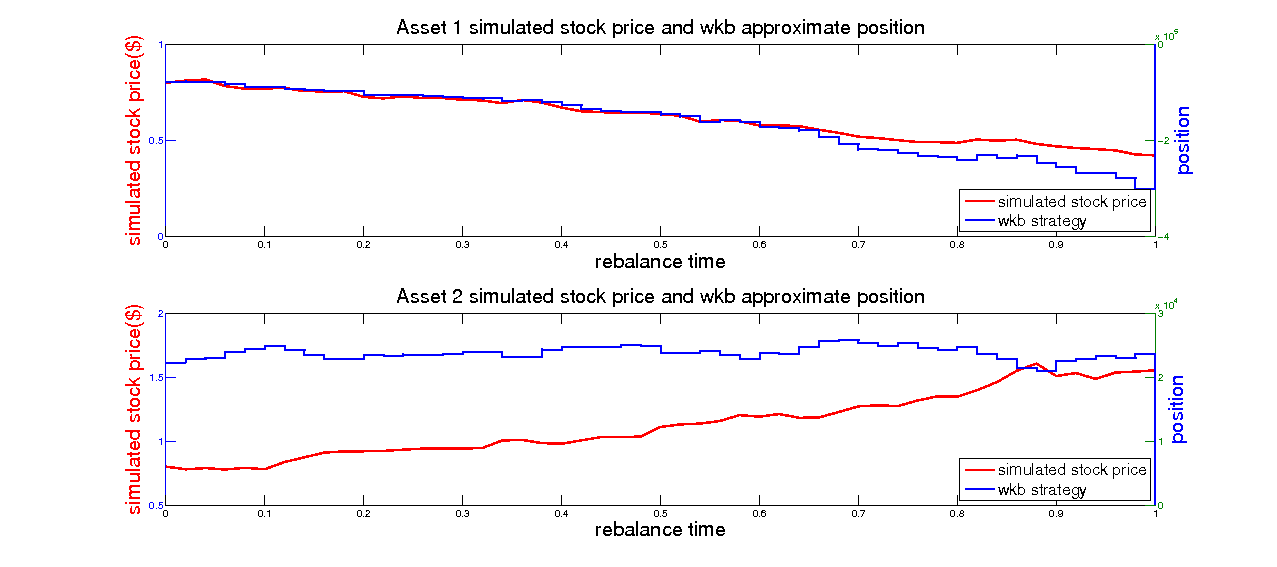 Asset 1 simulated stock price and wkb approximate position
x 10^5
simulated stock price($)
1
0.5
0
0
-2
-4
position
simulated stock price
wkb strategy
0 0.1 0.2 0.3 0.4 0.5 0.6 0.7 0.8 0.9 1
rebalance time
Asset 2 simulated stock price and wkb approximate position
x 10^4
simulated stock price($)
2
1.5
1
0.5
3
2
1
0
position
simulated stock price
wkb strategy
0 0.1 0.2 0.3 0.4 0.5 0.6 0.7 0.8 0.9 1
rebalance time